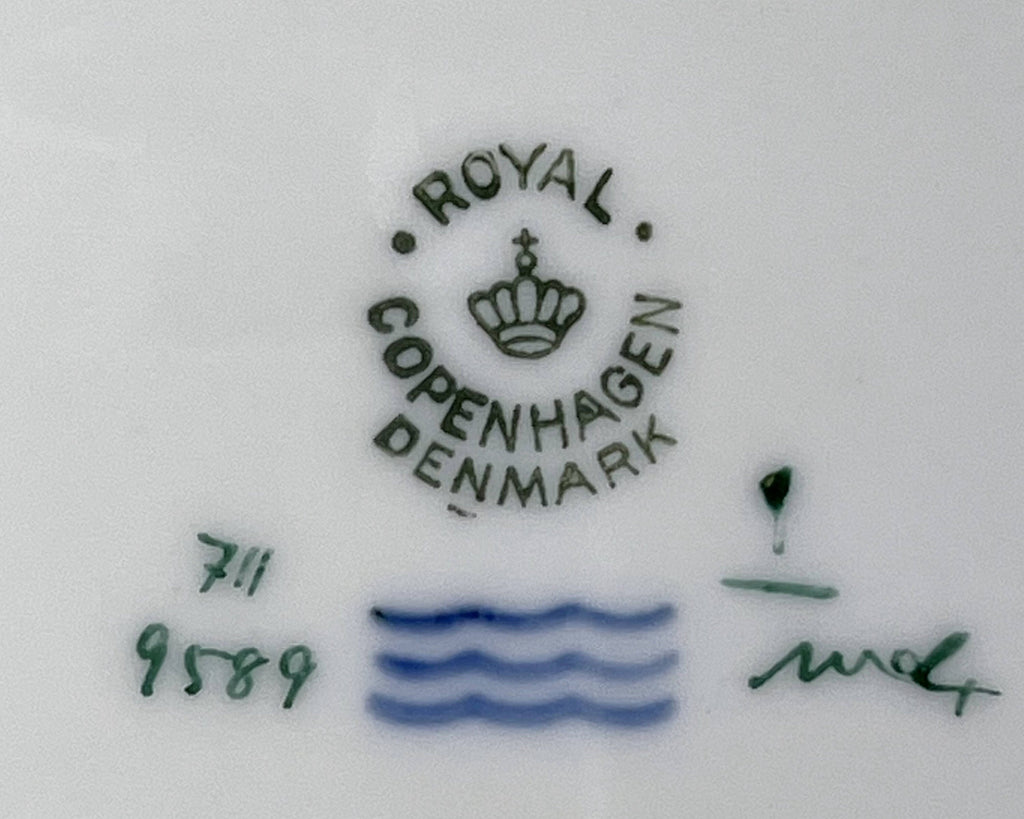 ROYAL
COPENHAGEN
DENMARK
711
9589